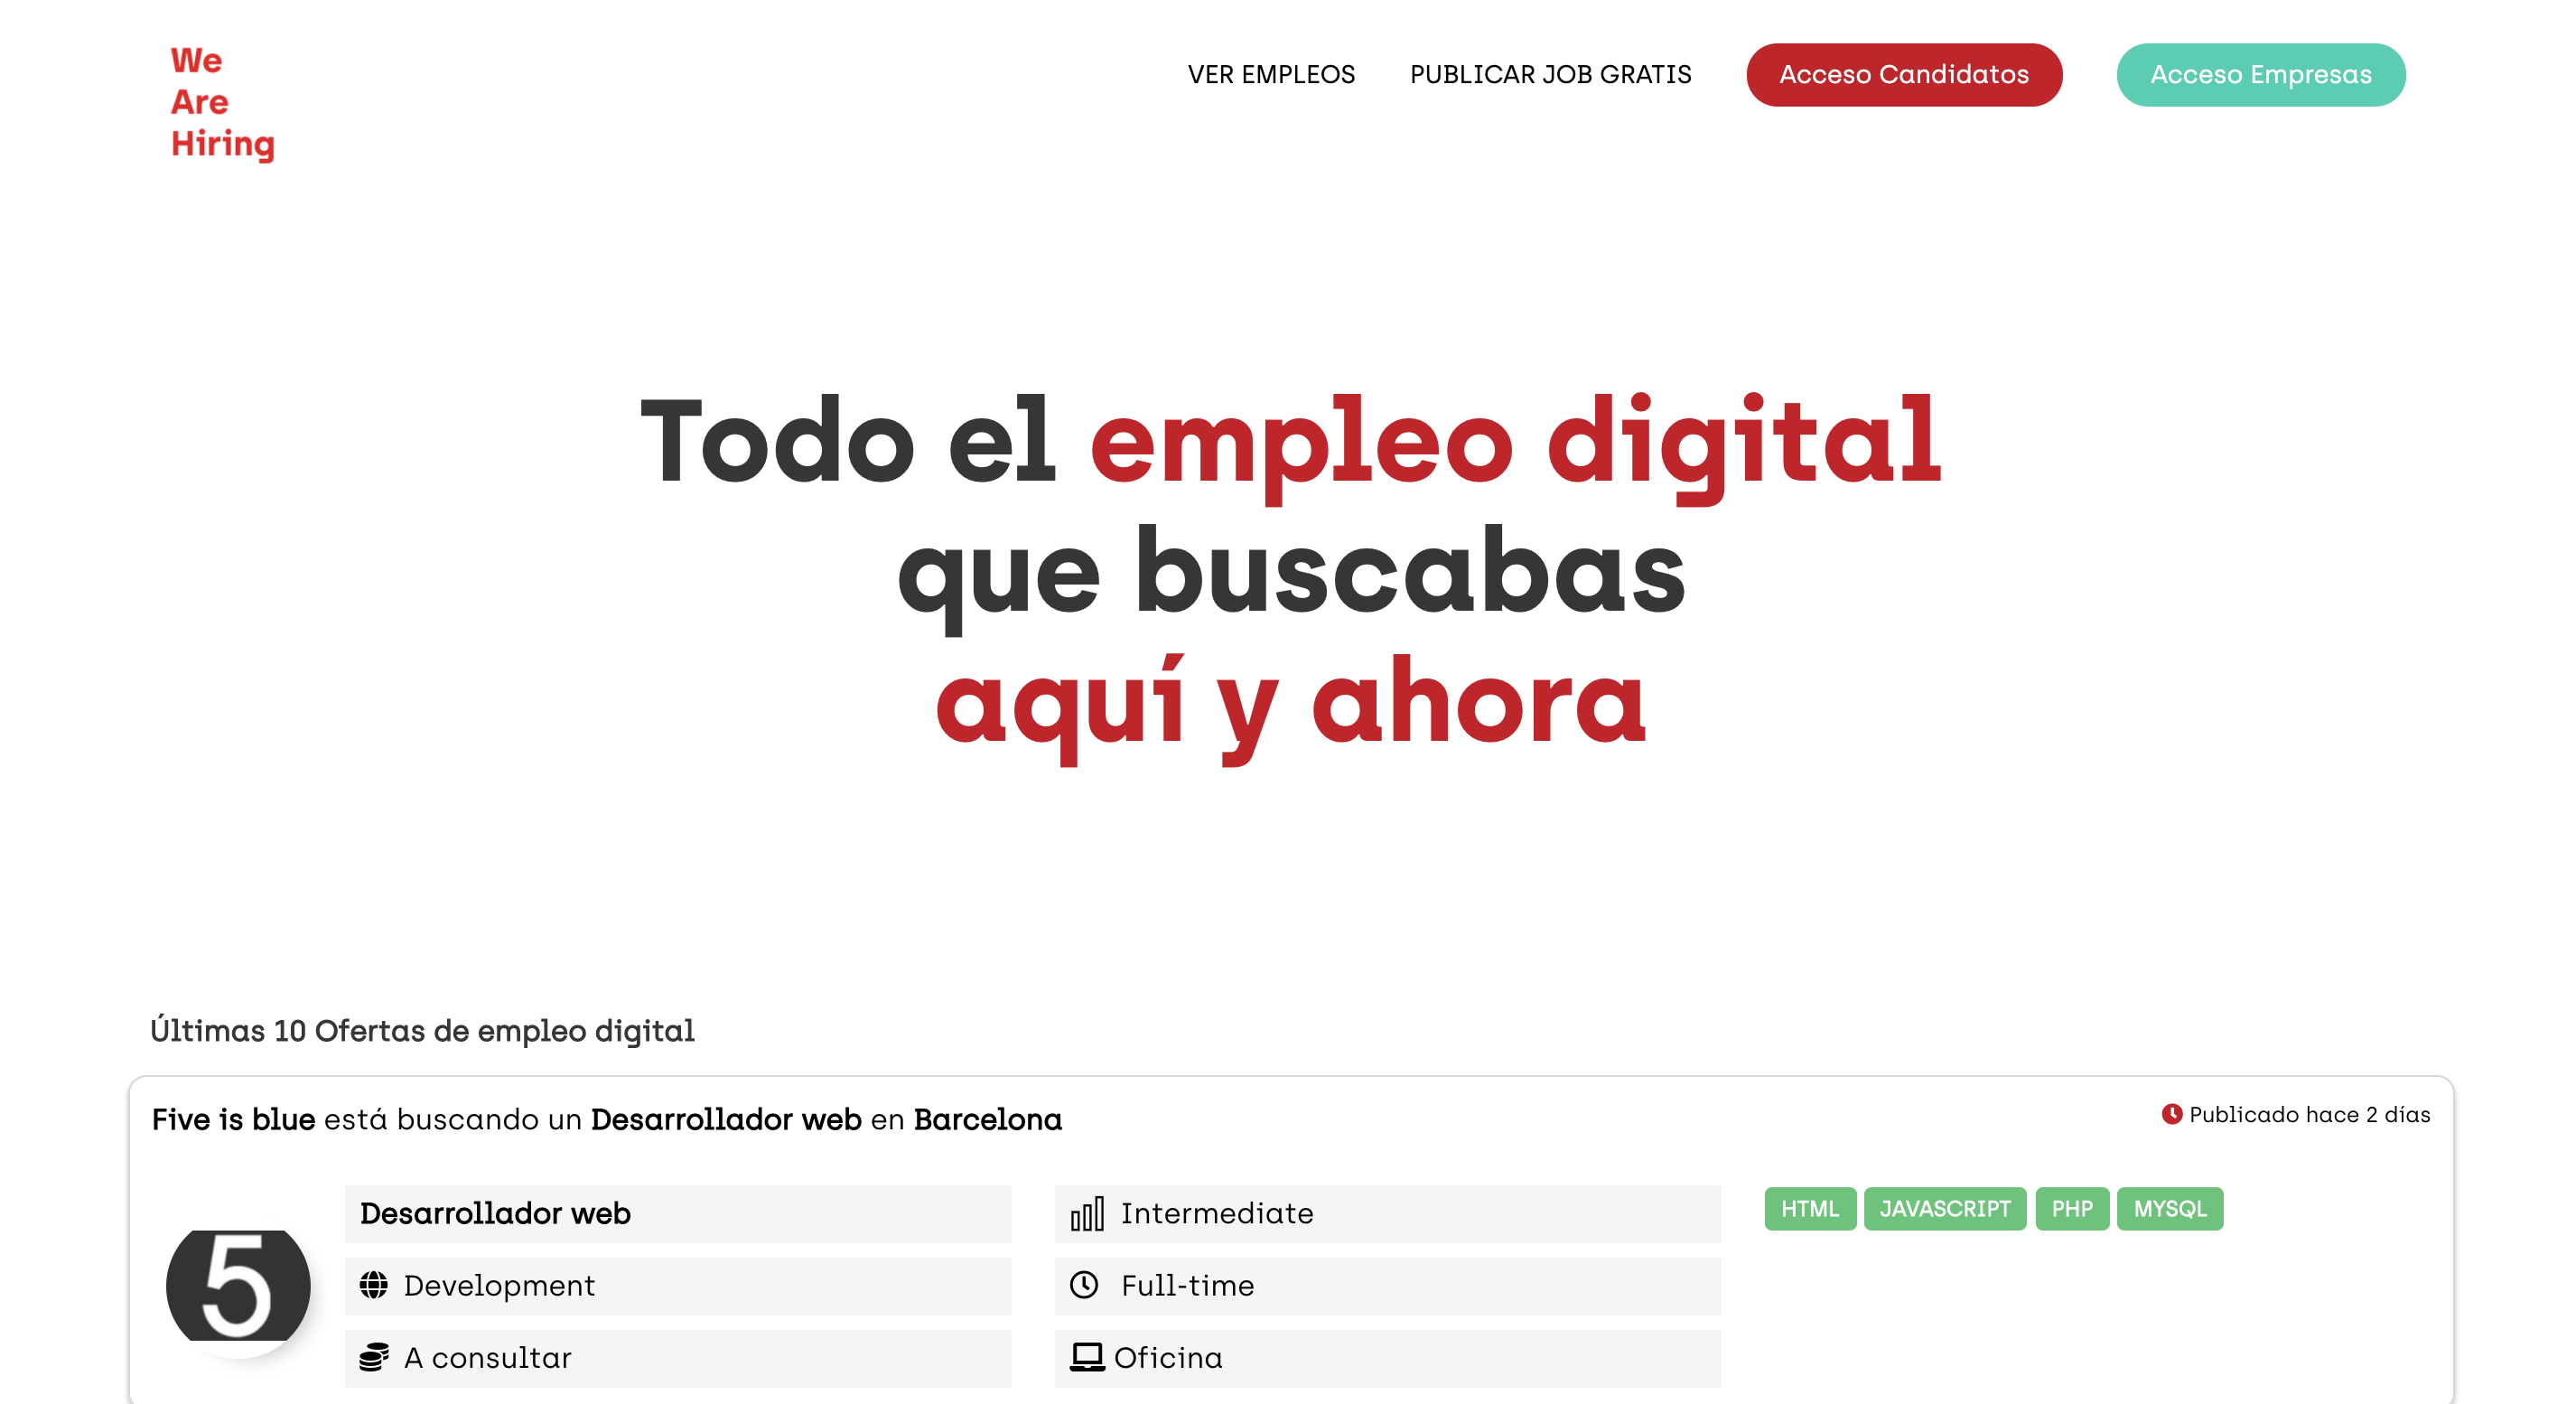 We
Are
Hiring
VER EMPLEOS
PUBLICAR JOB GRATIS
Acceso Candidatos
Acceso Empresas
Todo el empleo digital
que buscabas
aquí y ahora
Últimas 10 Ofertas de empleo digital
Five is blue está buscando un Desarrollador web en Barcelona
Publicado hace 2 días
5
Desarrollador web
Intermediate
HTML JAVASCRIPT PHP MYSQL
Development
Full-time
A consultar
Oficina